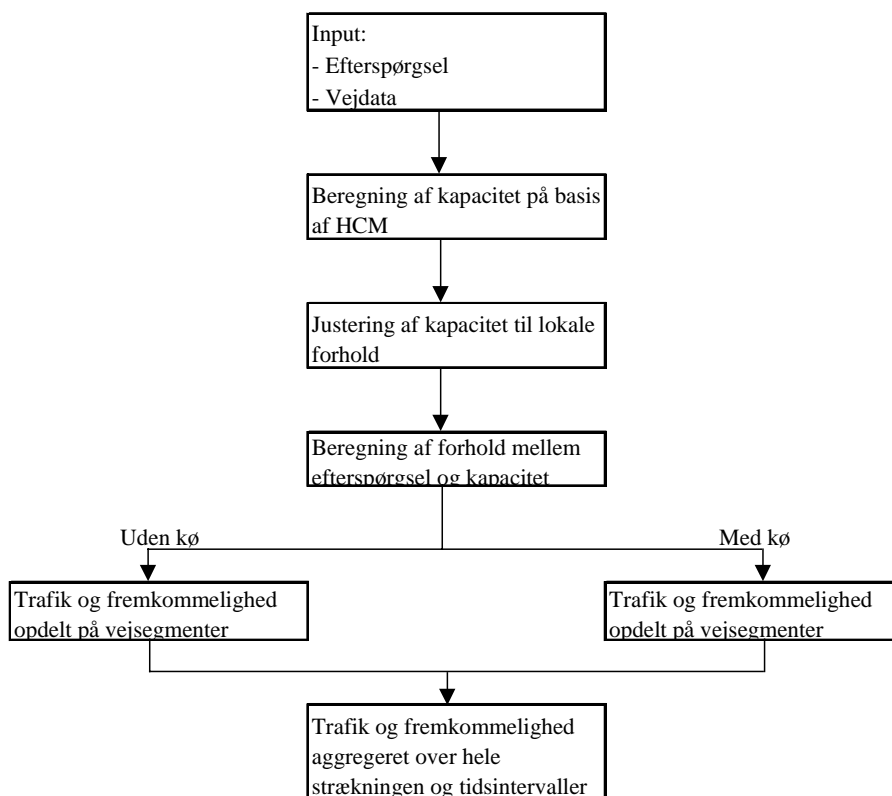 Input:
- Efterspørgsel
- Vejdata
Beregning af kapacitet på basis
af HCM
Justering af kapacitet til lokale
forhold
Beregning af forhold mellem
efterspørgsel og kapacitet
Uden kø
Med kø
Trafik og fremkommelighed
opdelt på vejsegmenter
Trafik og fremkommelighed
opdelt på vejsegmenter
Trafik og fremkommelighed
aggregeret over hele
strækningen og tidsintervaller